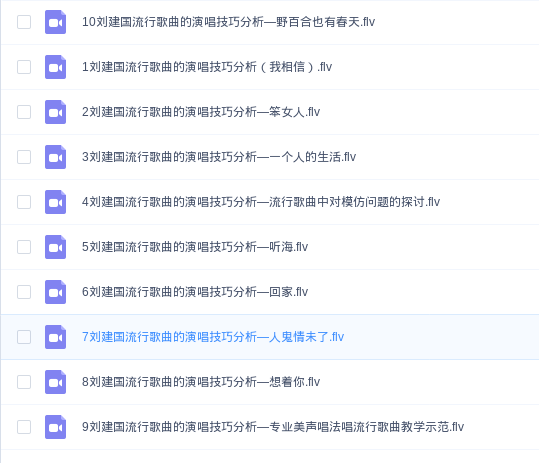 10刘建国流行歌曲的演唱技巧分析—野百合也有春天.flv
1刘建国流行歌曲的演唱技巧分析（我相信）.flv
2刘建国流行歌曲的演唱技巧分析—笨女人.flv
3刘建国流行歌曲的演唱技巧分析—一个人的生活.flv
4刘建国流行歌曲的演唱技巧分析—流行歌曲中对模仿问题的探讨.flv
5刘建国流行歌曲的演唱技巧分析—听海.flv
6刘建国流行歌曲的演唱技巧分析—回家.flv
7刘建国流行歌曲的演唱技巧分析—人鬼情未了.flv
8刘建国流行歌曲的演唱技巧分析—想着你.flv
9刘建国流行歌曲的演唱技巧分析—专业美声唱法唱流行歌曲教学示范.flv